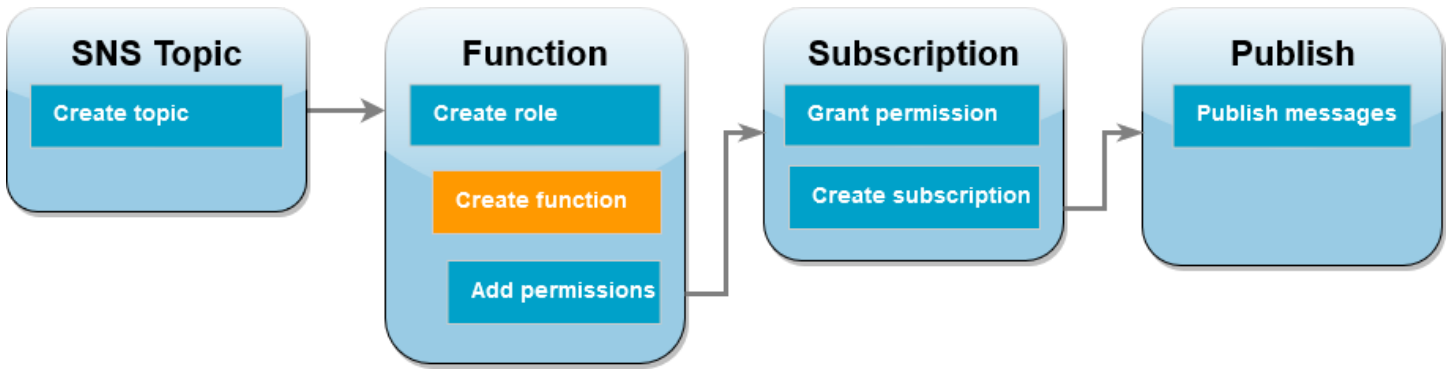 SNS Topic
Create topic
Function
Create role
Create function
Add permissions
Subscription
Grant permission
Create subscription
Publish
Publish messages